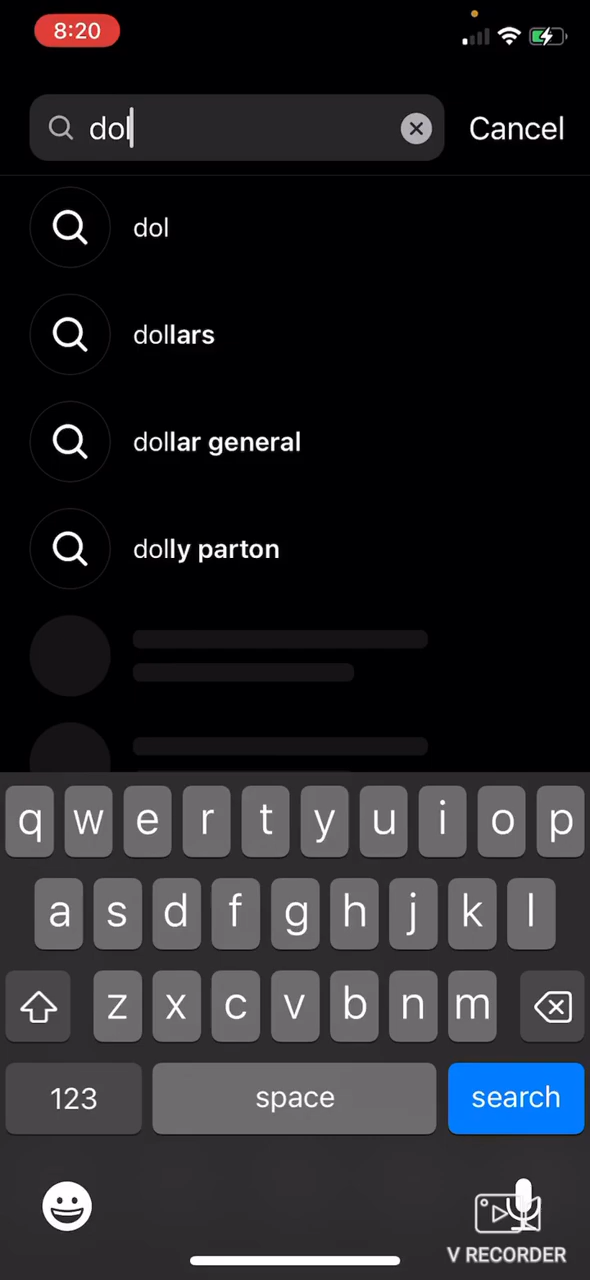 8:20
dol
Cancel
dol
dollars
dollar general
dolly parton
q w e r t y u i o p
a s d f g h j k l
z x c v b n m
123 space search
V RECORDER